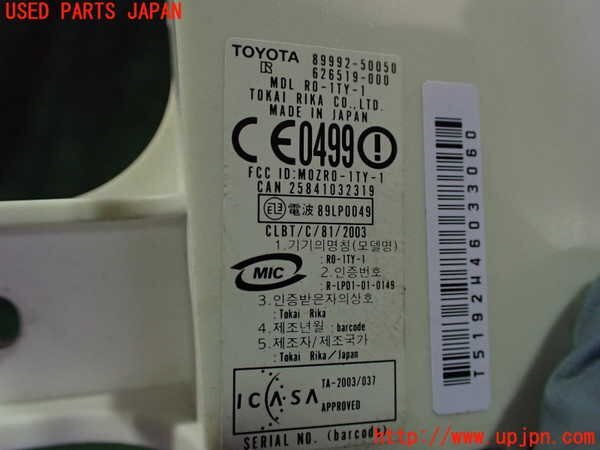 USED PARTS JAPAN
TOYOTA 89992-50050
R 626519-000
MDL RO-1TY-1
TOKAI RIKA CO.,LTD.
MADE IN JAPAN
CE0499!
FCC ID:MOZRO-1TY-1
CAN 25841032319
電波 89LP0049
CLBT/C/81/2003
1.기기의명침(모델명)
:RO-1TY-1
MIC
2.인증번호
:R-LPD1-01-0149
3.인증받은자의상호
:Tokai Rika
4.제조년월 : barcode
5.제조자/제조국가
:Tokai Rika/Japan
ICASA
TA-2003/037
APPROVED
SERIAL NO. (barcode)
T5192W46033060
http://www.upjpn.com